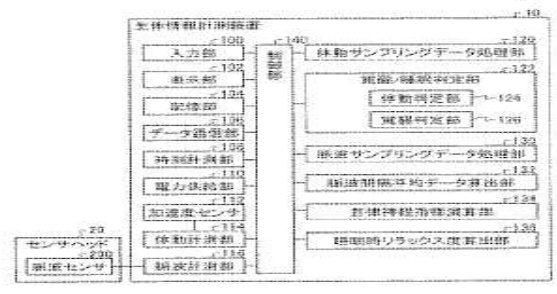 10
生体情報計測装置
100
入力部
102
表示部
104
記憶部
106
データ通信部
108
時刻計測部
110
電力供給部
112
加速度センサ
114
体動計測部
116
脈波計測部
20
センサヘッド
200
脈波センサ
140
制御部
120
体動サンプリングデータ処理部
122
覚醒/睡眠判定部
体動判定部
124
覚醒判定部
126
130
脈波サンプリングデータ処理部
132
脈波間隔平均データ算出部
134
自律神経指標演算部
136
睡眠時リラックス度算出部